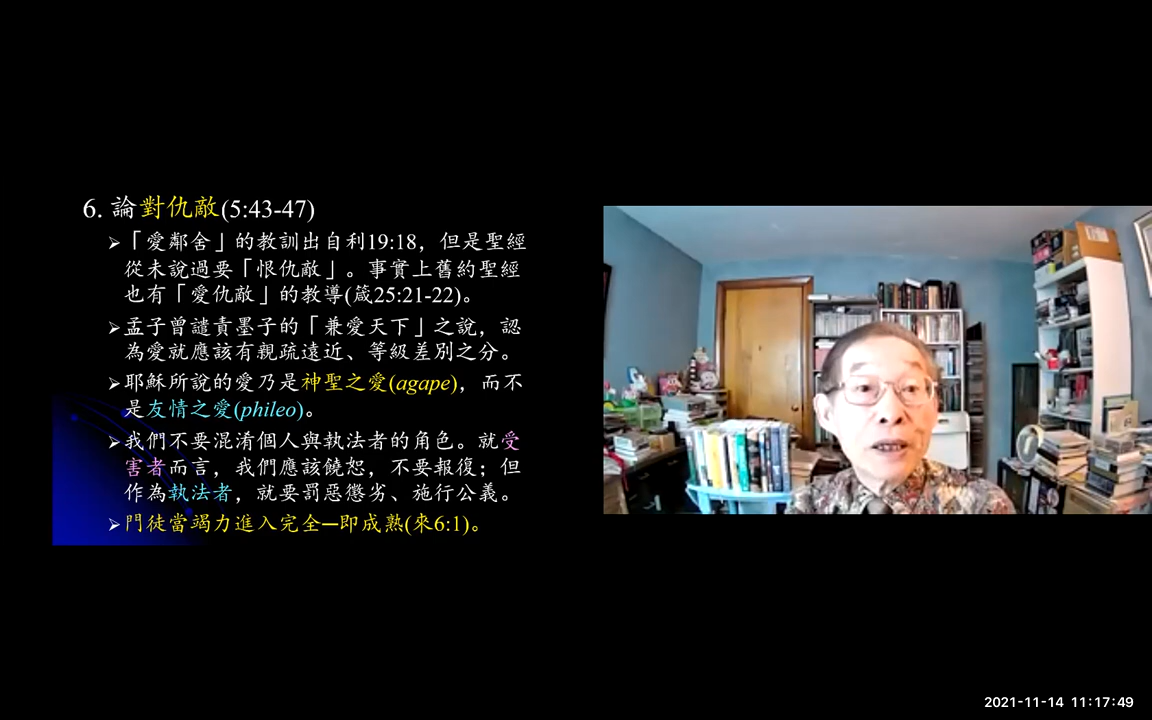 6. 論對仇敵(5:43-47)
➢「愛鄰舍」的教訓出自利19:18，但是聖經
從未說過要「恨仇敵」。事實上舊約聖經
也有「愛仇敵」的教導(箴25:21-22)。
➢孟子曾譴責墨子的「兼愛天下」之說，認
為愛就應該有親疏遠近、等級差別之分。
➢耶穌所說的愛乃是神聖之愛(agape)，而不
是友情之愛(phileo)。
➢我們不要混淆個人與執法者的角色。就受
害者而言，我們應該饒恕，不要報復；但
作為執法者，就要罰惡懲劣、施行公義。
➢門徒當竭力進入完全─即成熟(來6:1)。
2021-11-14 11:17:49